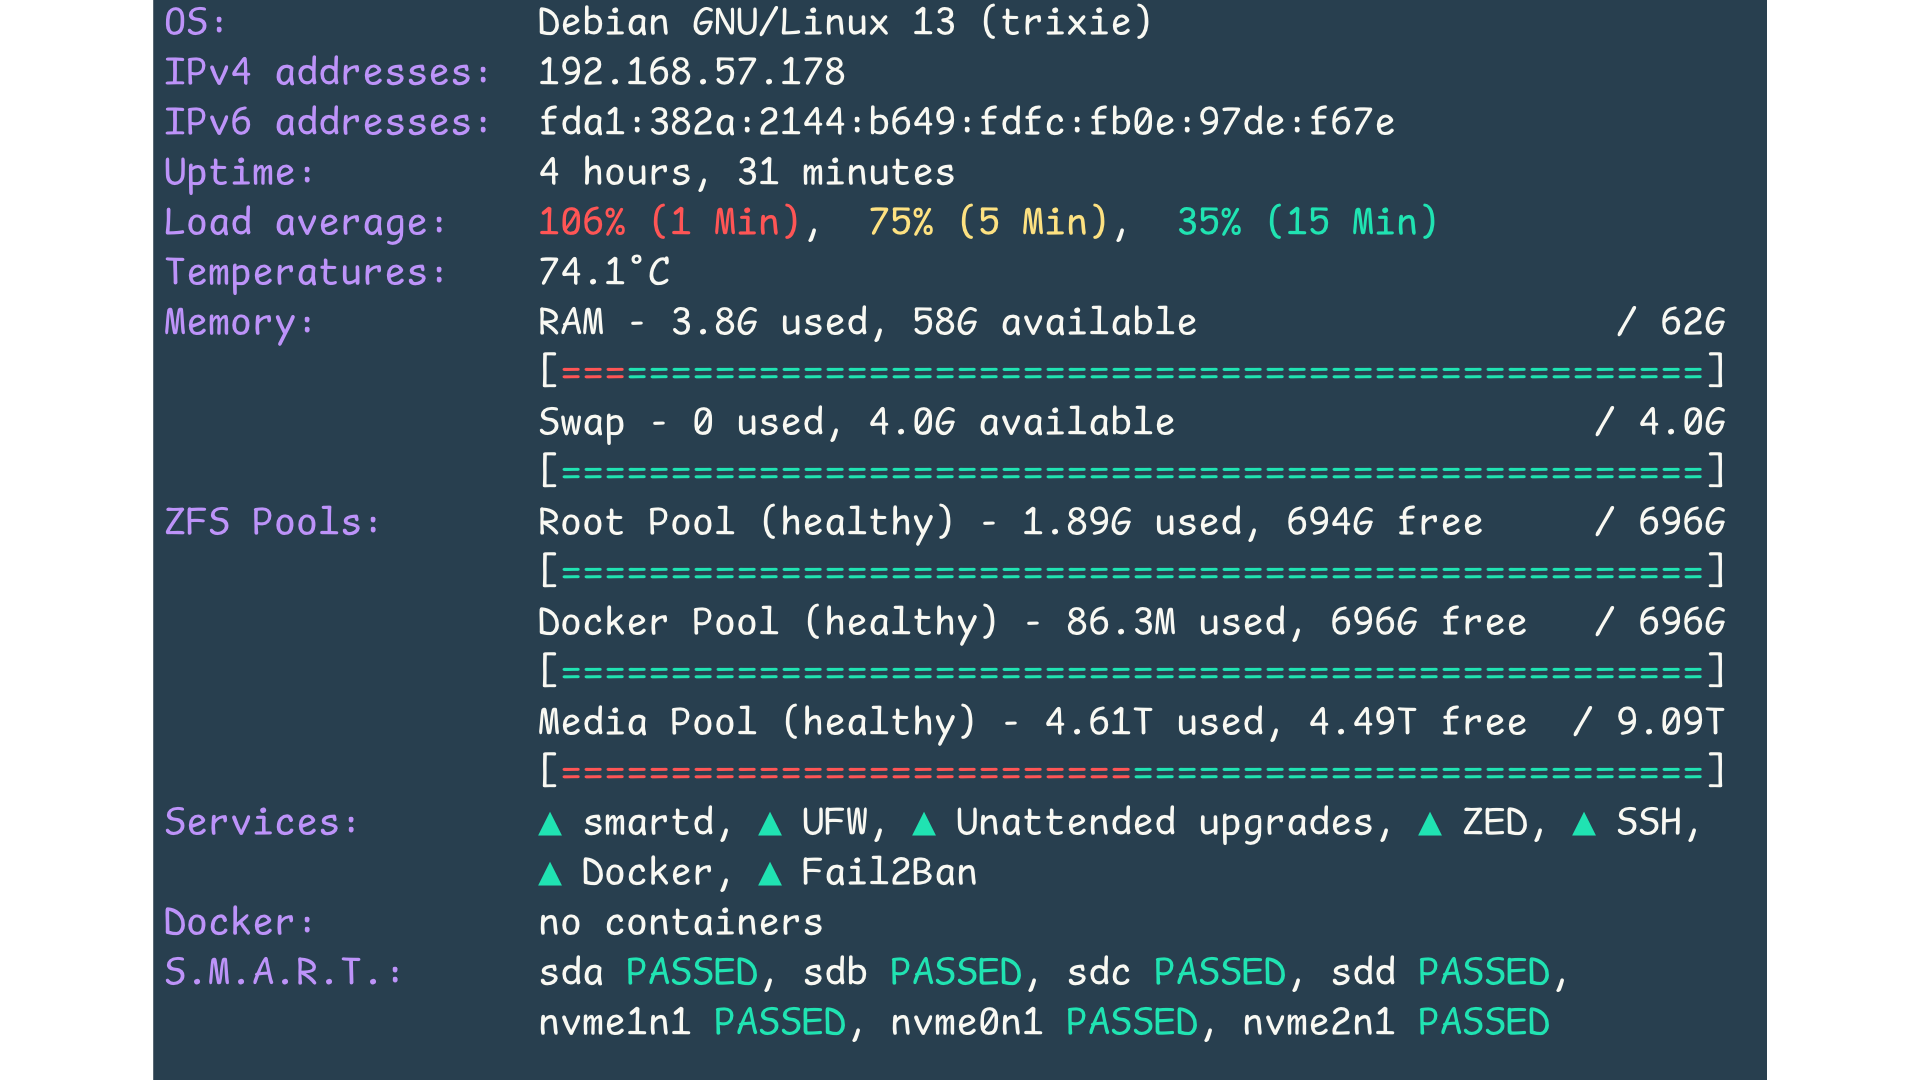 OS: Debian GNU/Linux 13 (trixie)
IPv4 addresses: 192.168.57.178
IPv6 addresses: fda1:382a:2144:b649:fdfc:fb0e:97de:f67e
Uptime: 4 hours, 31 minutes
Load average: 106% (1 Min), 75% (5 Min), 35% (15 Min)
Temperatures: 74.1°C
Memory: RAM - 3.8G used, 58G available / 62G
[====================================================]
Swap - 0 used, 4.0G available / 4.0G
[====================================================]
ZFS Pools: Root Pool (healthy) - 1.89G used, 694G free / 696G
[====================================================]
Docker Pool (healthy) - 86.3M used, 696G free / 696G
[====================================================]
Media Pool (healthy) - 4.61T used, 4.49T free / 9.09T
[====================================================]
Services: ▲ smartd, ▲ UFW, ▲ Unattended upgrades, ▲ ZED, ▲ SSH,
▲ Docker, ▲ Fail2Ban
Docker: no containers
S.M.A.R.T.: sda PASSED, sdb PASSED, sdc PASSED, sdd PASSED,
nvme1n1 PASSED, nvme0n1 PASSED, nvme2n1 PASSED